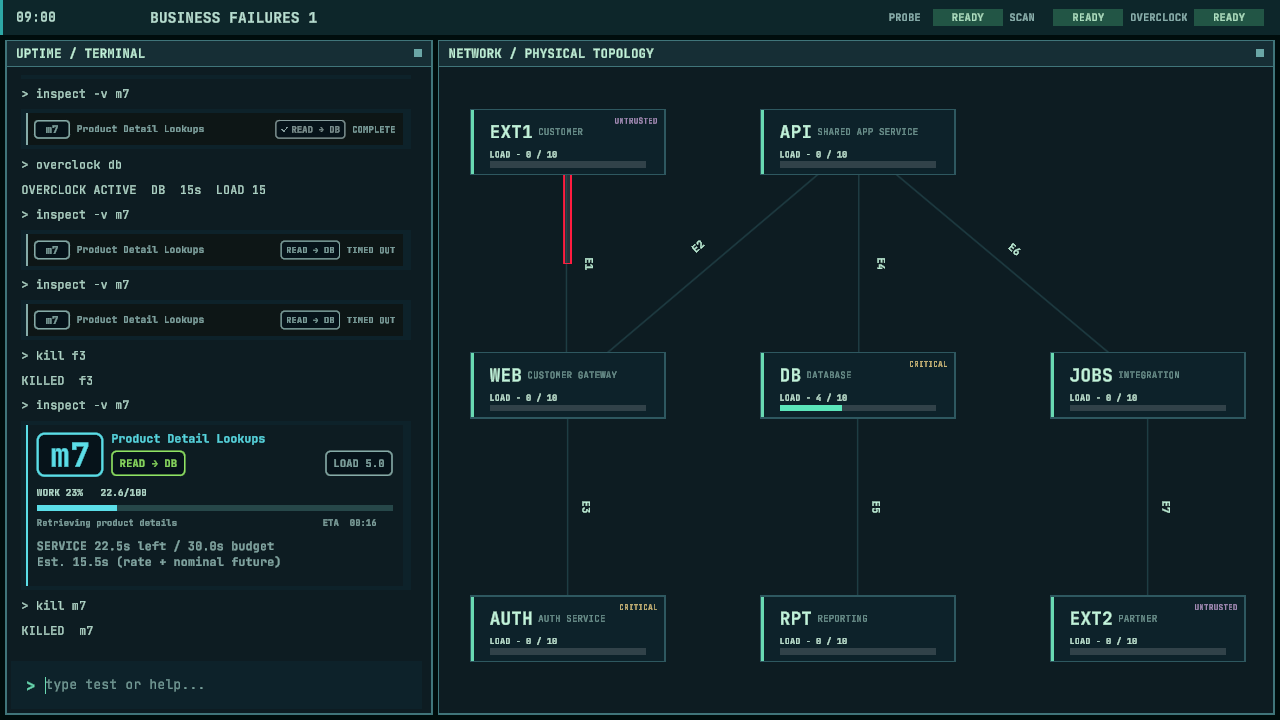 09:00 BUSINESS FAILURES 1 PROBE READY SCAN READY OVERCLOCK READY
UPTIME / TERMINAL
> inspect -v m7
m7 Product Detail Lookups ✓ READ → DB COMPLETE
> overclock db
OVERCLOCK ACTIVE DB 15s LOAD 15
> inspect -v m7
m7 Product Detail Lookups READ → DB TIMED OUT
> inspect -v m7
m7 Product Detail Lookups READ → DB TIMED OUT
> kill f3
KILLED f3
> inspect -v m7
m7 Product Detail Lookups
READ → DB LOAD 5.0
WORK 23% 22.6/100
Retrieving product details ETA 00:16
SERVICE 22.5s left / 30.0s budget
Est. 15.5s (rate + nominal future)
> kill m7
KILLED m7
> type test or help...
NETWORK / PHYSICAL TOPOLOGY
UNTRUSTED
EXT1 CUSTOMER
LOAD - 0 / 10
API SHARED APP SERVICE
LOAD - 0 / 10
E1
E2
E4
E6
WEB CUSTOMER GATEWAY
LOAD - 0 / 10
CRITICAL
DB DATABASE
LOAD - 4 / 10
JOBS INTEGRATION
LOAD - 0 / 10
E3
E5
E7
CRITICAL
AUTH AUTH SERVICE
LOAD - 0 / 10
RPT REPORTING
LOAD - 0 / 10
UNTRUSTED
EXT2 PARTNER
LOAD - 0 / 10